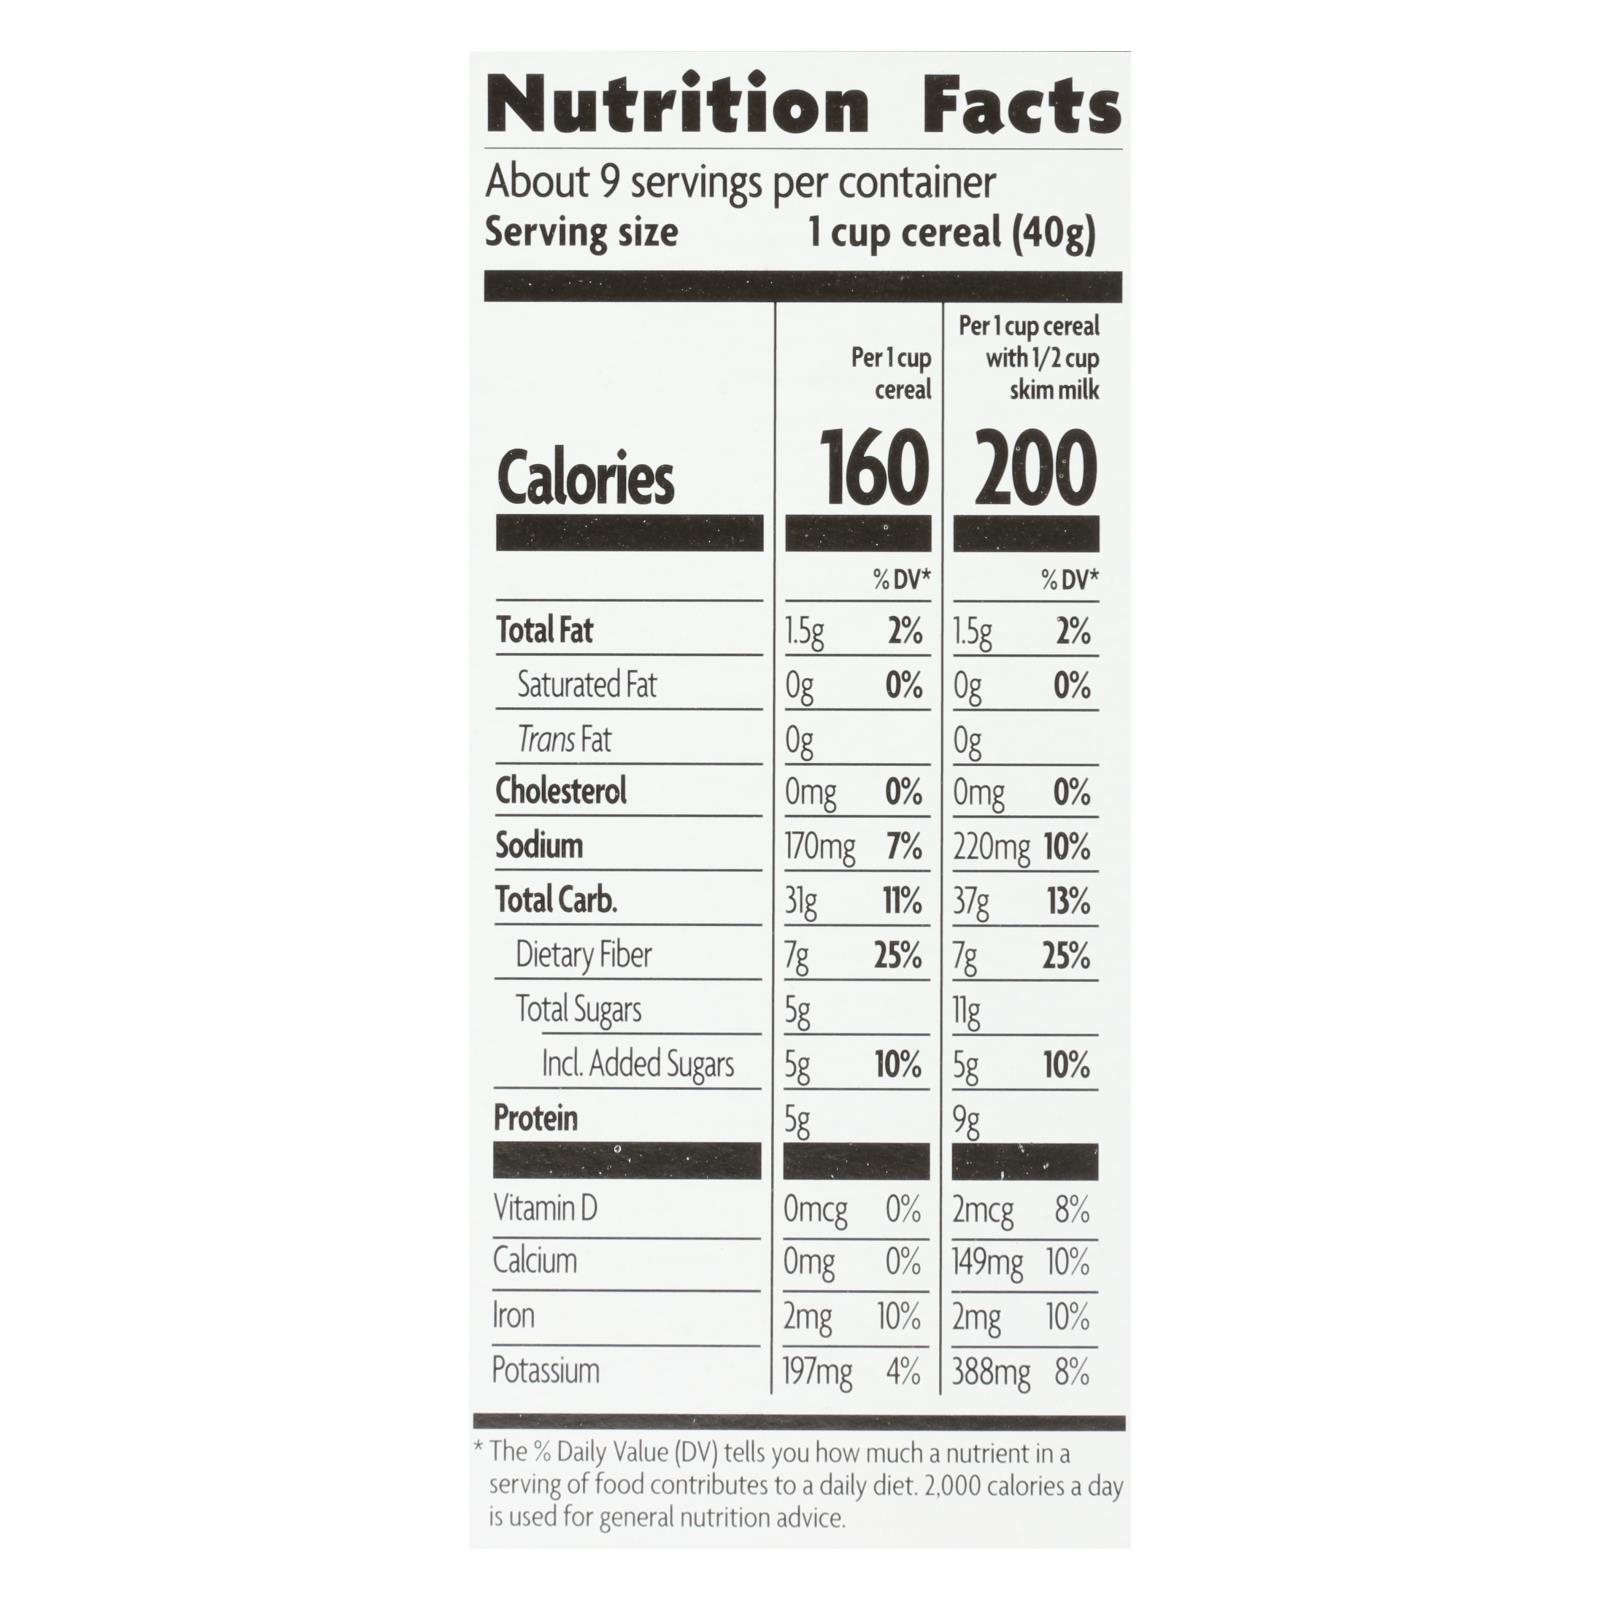 Nutrition Facts
About 9 servings per container
Serving size 1 cup cereal (40g)
Per 1 cup cereal
Per 1 cup cereal with 1/2 cup skim milk
Calories 160 200
% DV* % DV*
Total Fat 1.5g 2% 1.5g 2%
Saturated Fat 0g 0% 0g 0%
Trans Fat 0g 0g
Cholesterol 0mg 0% 0mg 0%
Sodium 170mg 7% 220mg 10%
Total Carb. 31g 11% 37g 13%
Dietary Fiber 7g 25% 7g 25%
Total Sugars 5g 11g
Incl. Added Sugars 5g 10% 5g 10%
Protein 5g 9g
Vitamin D 0mcg 0% 2mcg 8%
Calcium 0mg 0% 149mg 10%
Iron 2mg 10% 2mg 10%
Potassium 197mg 4% 388mg 8%
* The % Daily Value (DV) tells you how much a nutrient in a
serving of food contributes to a daily diet. 2,000 calories a day
is used for general nutrition advice.